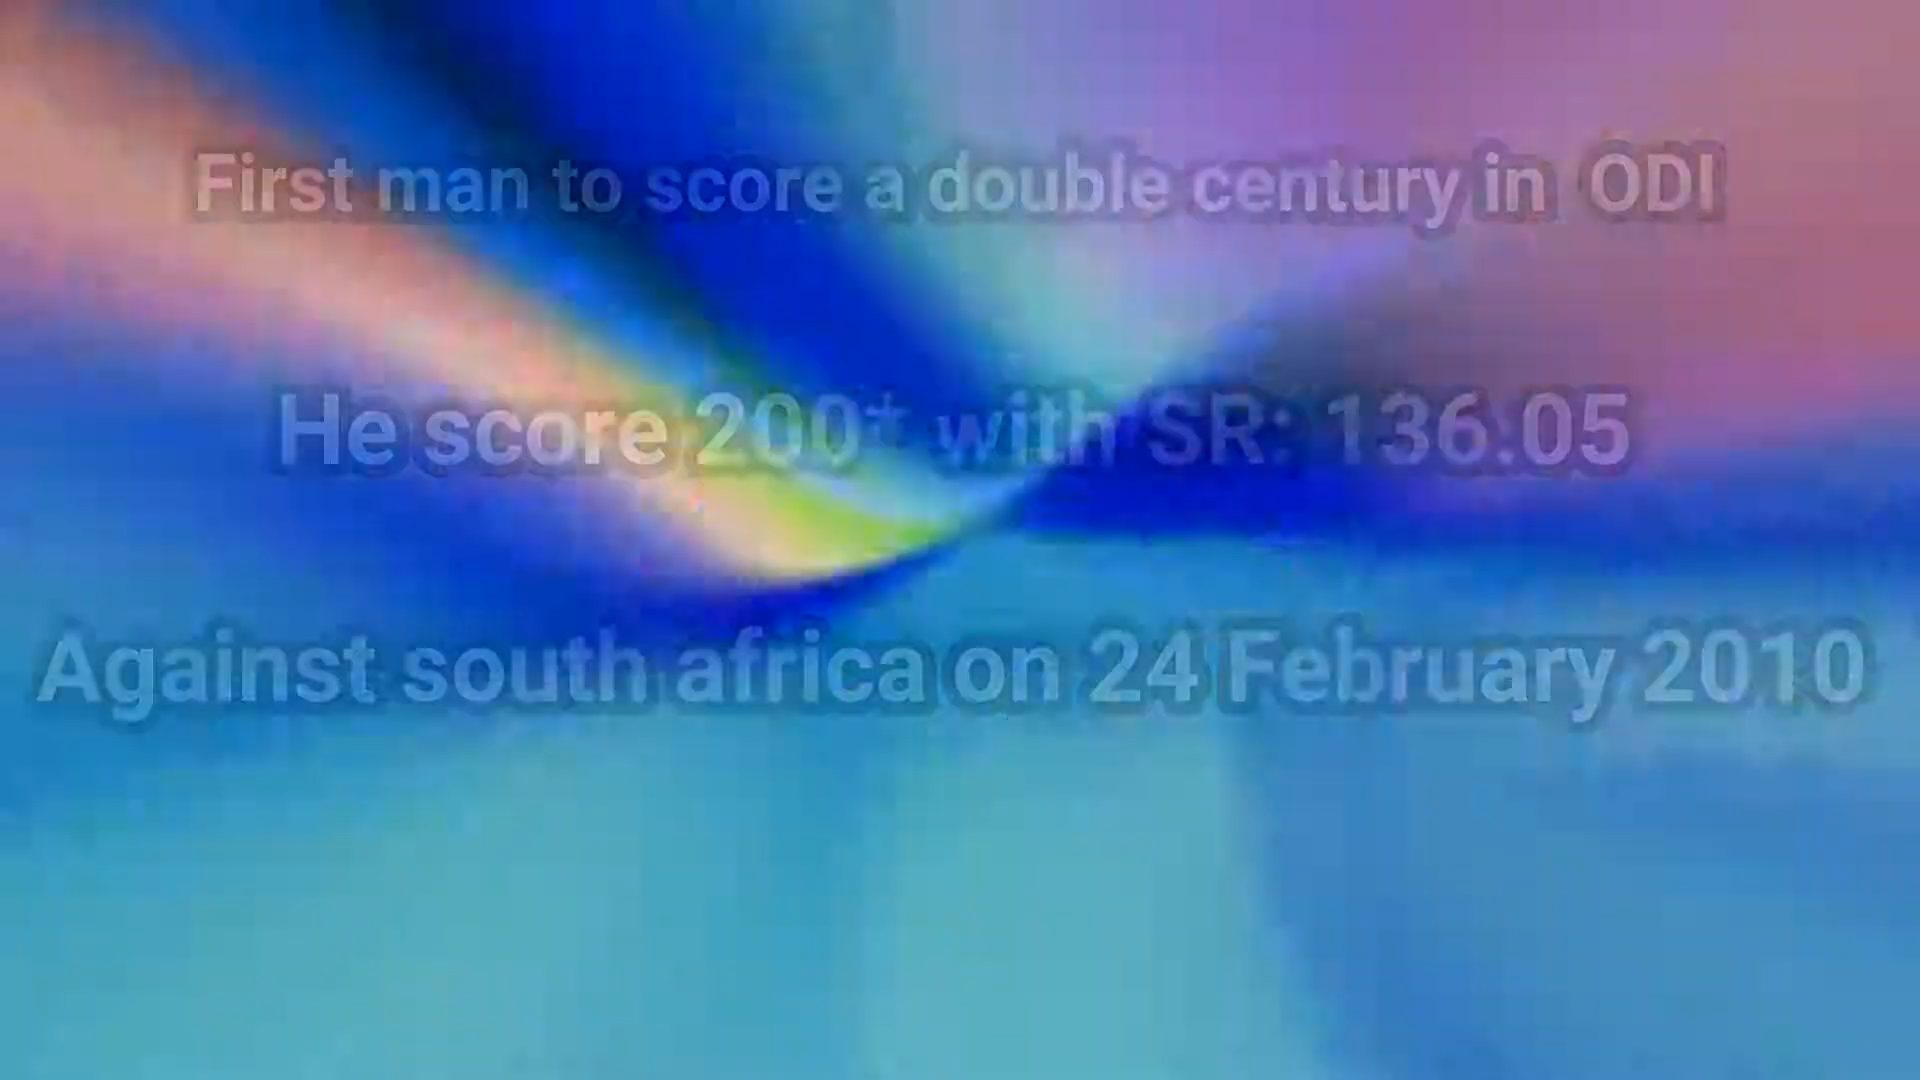 First man to score a double century in ODI
He score 200* with SR: 136.05
Against south africa on 24 February 2010